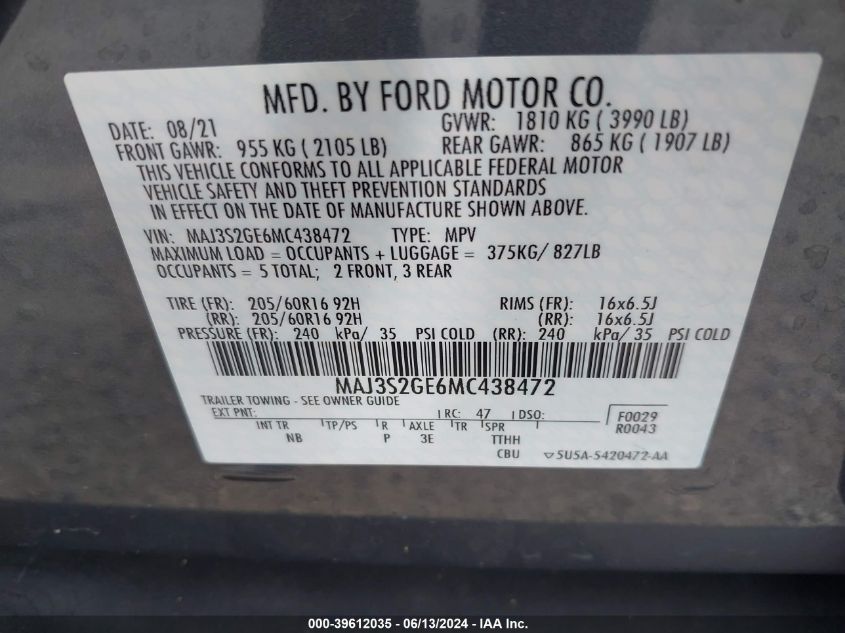 MFD. BY FORD MOTOR CO.
DATE: 08/21 GVWR: 1810 KG ( 3990 LB)
FRONT GAWR: 955 KG ( 2105 LB) REAR GAWR: 865 KG ( 1907 LB)
THIS VEHICLE CONFORMS TO ALL APPLICABLE FEDERAL MOTOR
VEHICLE SAFETY AND THEFT PREVENTION STANDARDS
IN EFFECT ON THE DATE OF MANUFACTURE SHOWN ABOVE.
VIN: MAJ3S2GE6MC438472 TYPE: MPV
MAXIMUM LOAD = OCCUPANTS + LUGGAGE = 375KG/ 827LB
OCCUPANTS = 5 TOTAL; 2 FRONT, 3 REAR
TIRE (FR): 205/60R16 92H RIMS (FR): 16x6.5J
(RR): 205/60R16 92H (RR): 16x6.5J
PRESSURE (FR): 240 kPa/ 35 PSI COLD (RR): 240 kPa/ 35 PSI COLD
MAJ3S2GE6MC438472
TRAILER TOWING - SEE OWNER GUIDE
EXT PNT: RC: 47 DSO: F0029
INT TR TP/PS R AXLE TR SPR R0043
NB P 3E TTHH
CBU 5U5A-5420472-AA
000-39612035 - 06/13/2024 - IAA Inc.